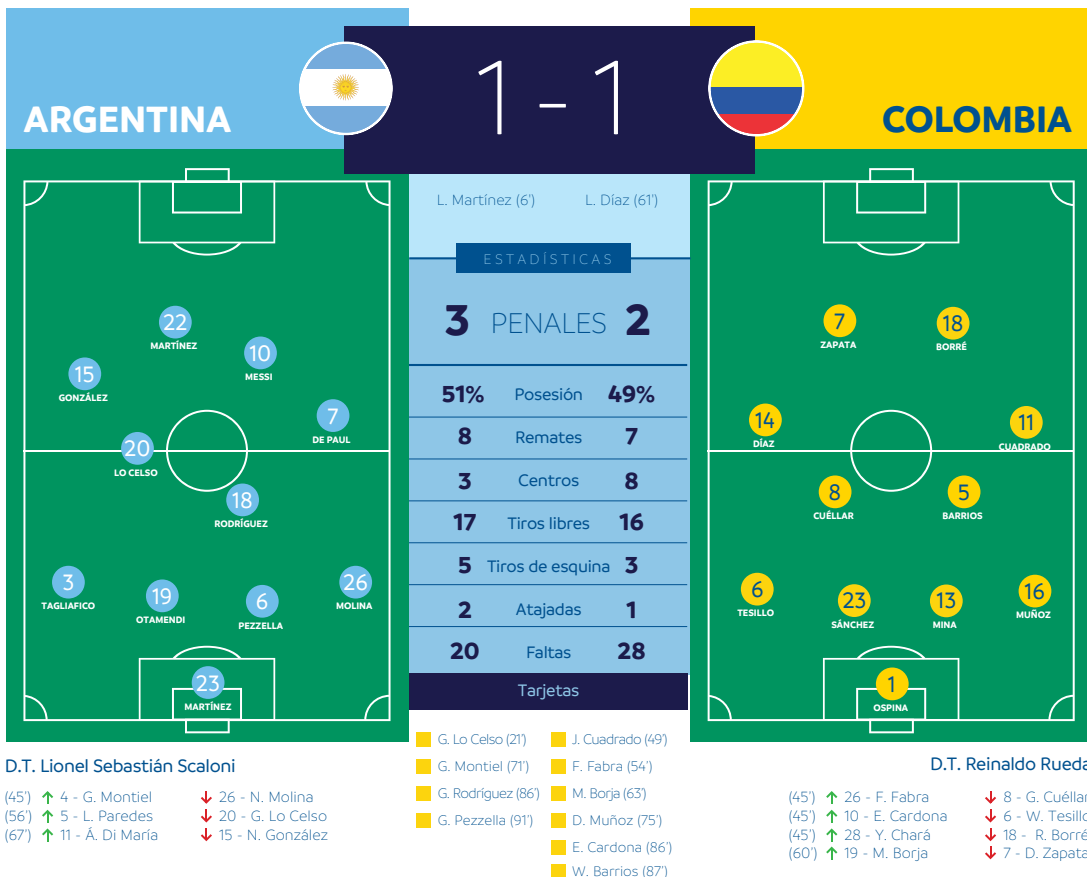 1 - 1
ARGENTINA
COLOMBIA
L. Martínez (6')
L. Díaz (61')
ESTADÍSTICAS
3 PENALES 2
51% Posesión 49%
8 Remates 7
3 Centros 8
17 Tiros libres 16
5 Tiros de esquina 3
2 Atajadas 1
20 Faltas 28
Tarjetas
G. Lo Celso (21')
G. Montiel (71')
G. Rodríguez (86')
G. Pezzella (91')
J. Cuadrado (49')
F. Fabra (54')
M. Borja (63')
D. Muñoz (75')
E. Cardona (86')
W. Barrios (87')
22
MARTÍNEZ
10
MESSI
15
GONZÁLEZ
7
DE PAUL
20
LO CELSO
18
RODRÍGUEZ
3
TAGLIAFICO
19
OTAMENDI
6
PEZZELLA
26
MOLINA
23
MARTÍNEZ
D.T. Lionel Sebastián Scaloni
(45') ↑ 4 - G. Montiel ↓ 26 - N. Molina
(56') ↑ 5 - L. Paredes ↓ 20 - G. Lo Celso
(67') ↑ 11 - Á. Di María ↓ 15 - N. González
7
ZAPATA
18
BORRÉ
14
DÍAZ
11
CUADRADO
8
CUÉLLAR
5
BARRIOS
6
TESILLO
23
SÁNCHEZ
13
MINA
16
MUÑOZ
1
OSPINA
D.T. Reinaldo Rueda
(45') ↑ 26 - F. Fabra ↓ 8 - G. Cuéllar
(45') ↑ 10 - E. Cardona ↓ 6 - W. Tesillo
(45') ↑ 28 - Y. Chará ↓ 18 - R. Borré
(60') ↑ 19 - M. Borja ↓ 7 - D. Zapata